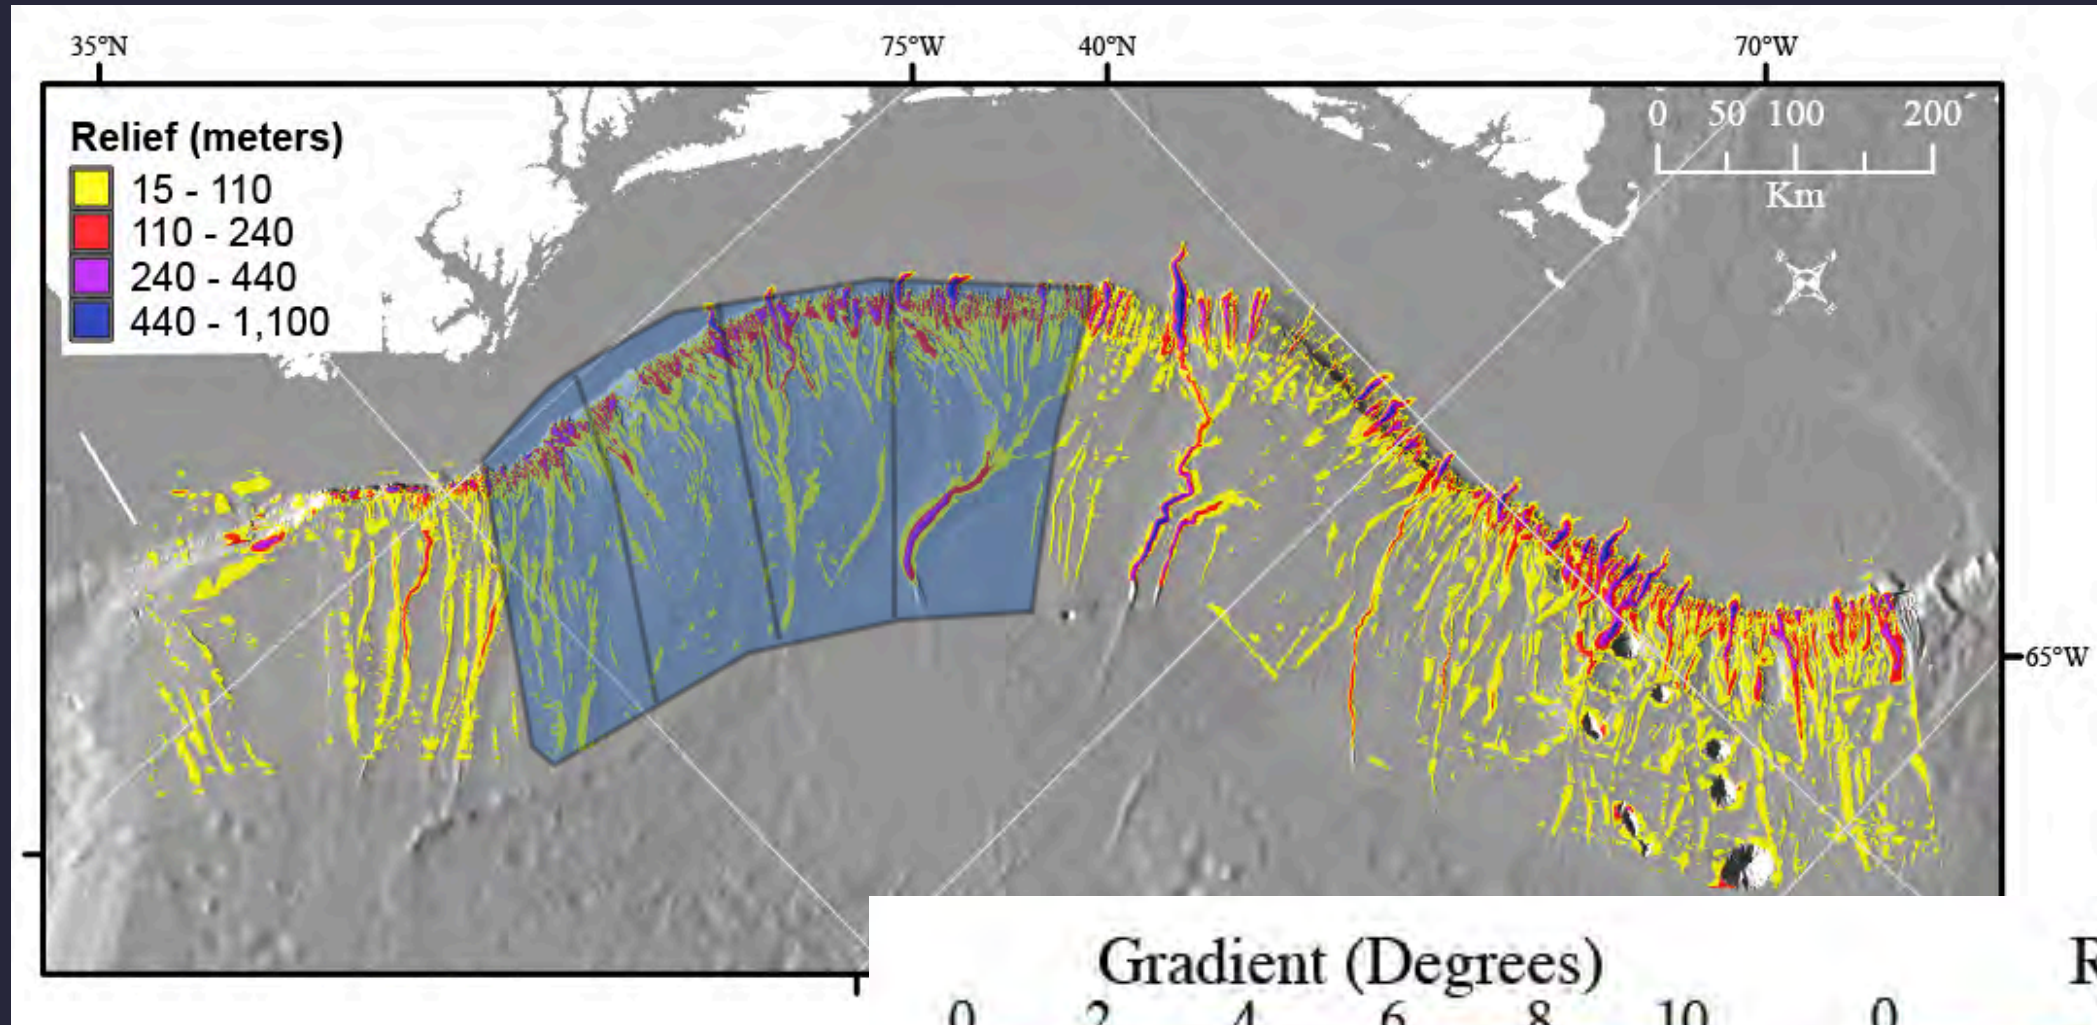 35°N 75°W 40°N 70°W
Relief (meters)
15 - 110
110 - 240
240 - 440
440 - 1,100
0 50 100 200
Km
65°W
Gradient (Degrees) R
0 2 4 6 8 10 0